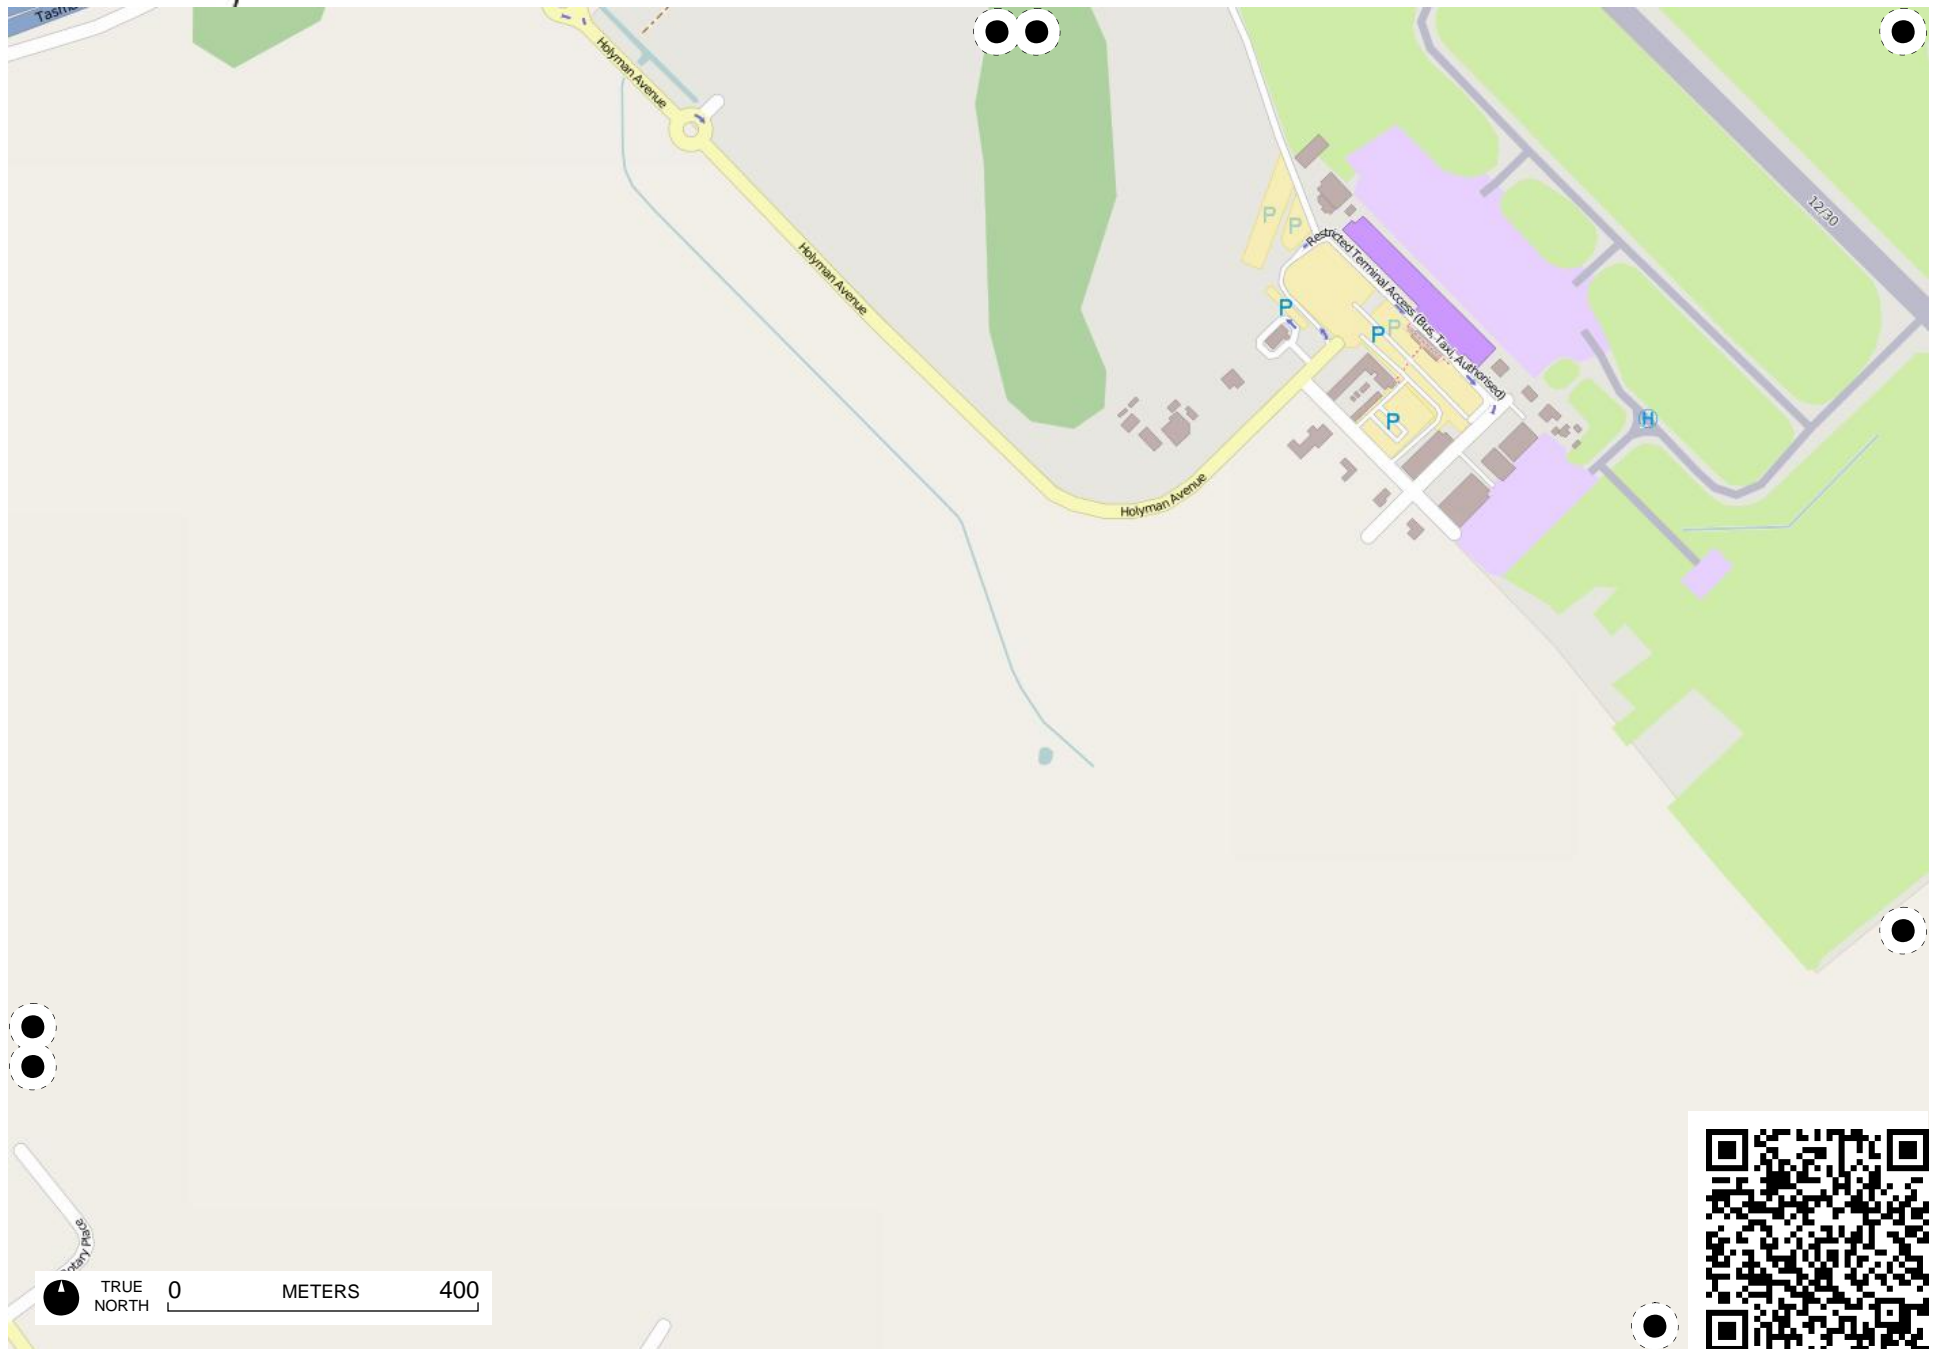 Holyman Avenue
12/30
P
P
Holyman Avenue
Restricted Terminal Access (Bus, Taxi, Authorised)
P
P
P
P
H
Holyman Avenue
TRUE NORTH
0 METERS 400